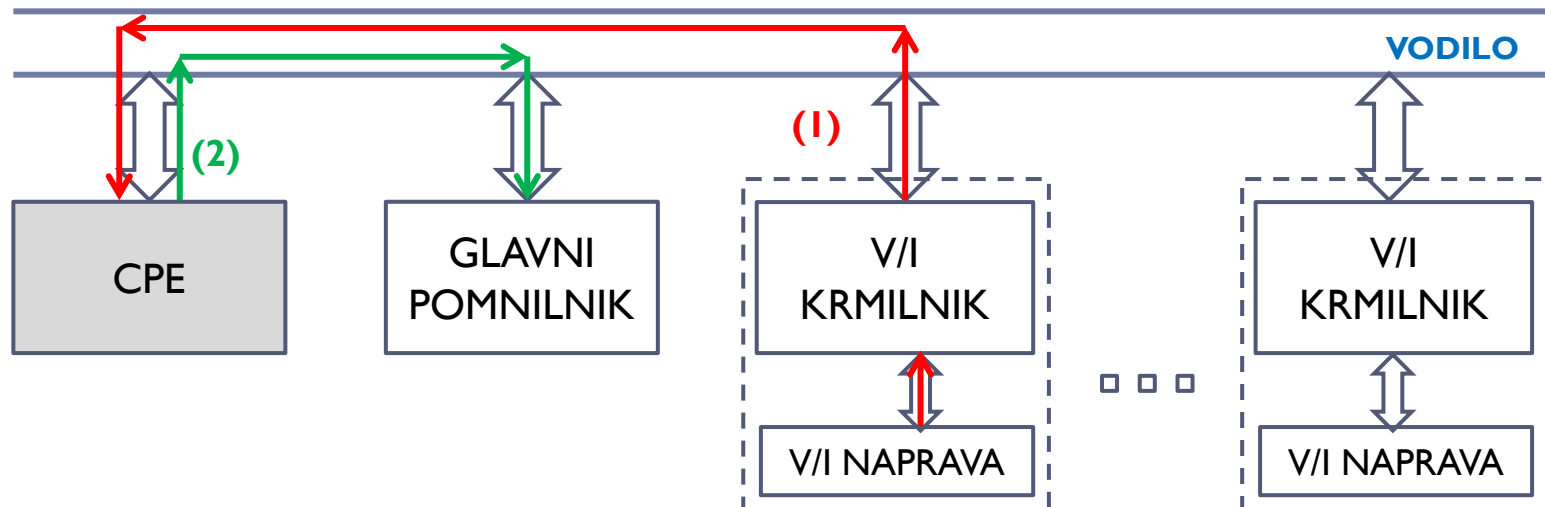 VODILO
(1)
(2)
CPE
GLAVNI
POMNILNIK
V/I
KRMILNIK
V/I
KRMILNIK
V/I NAPRAVA
V/I NAPRAVA